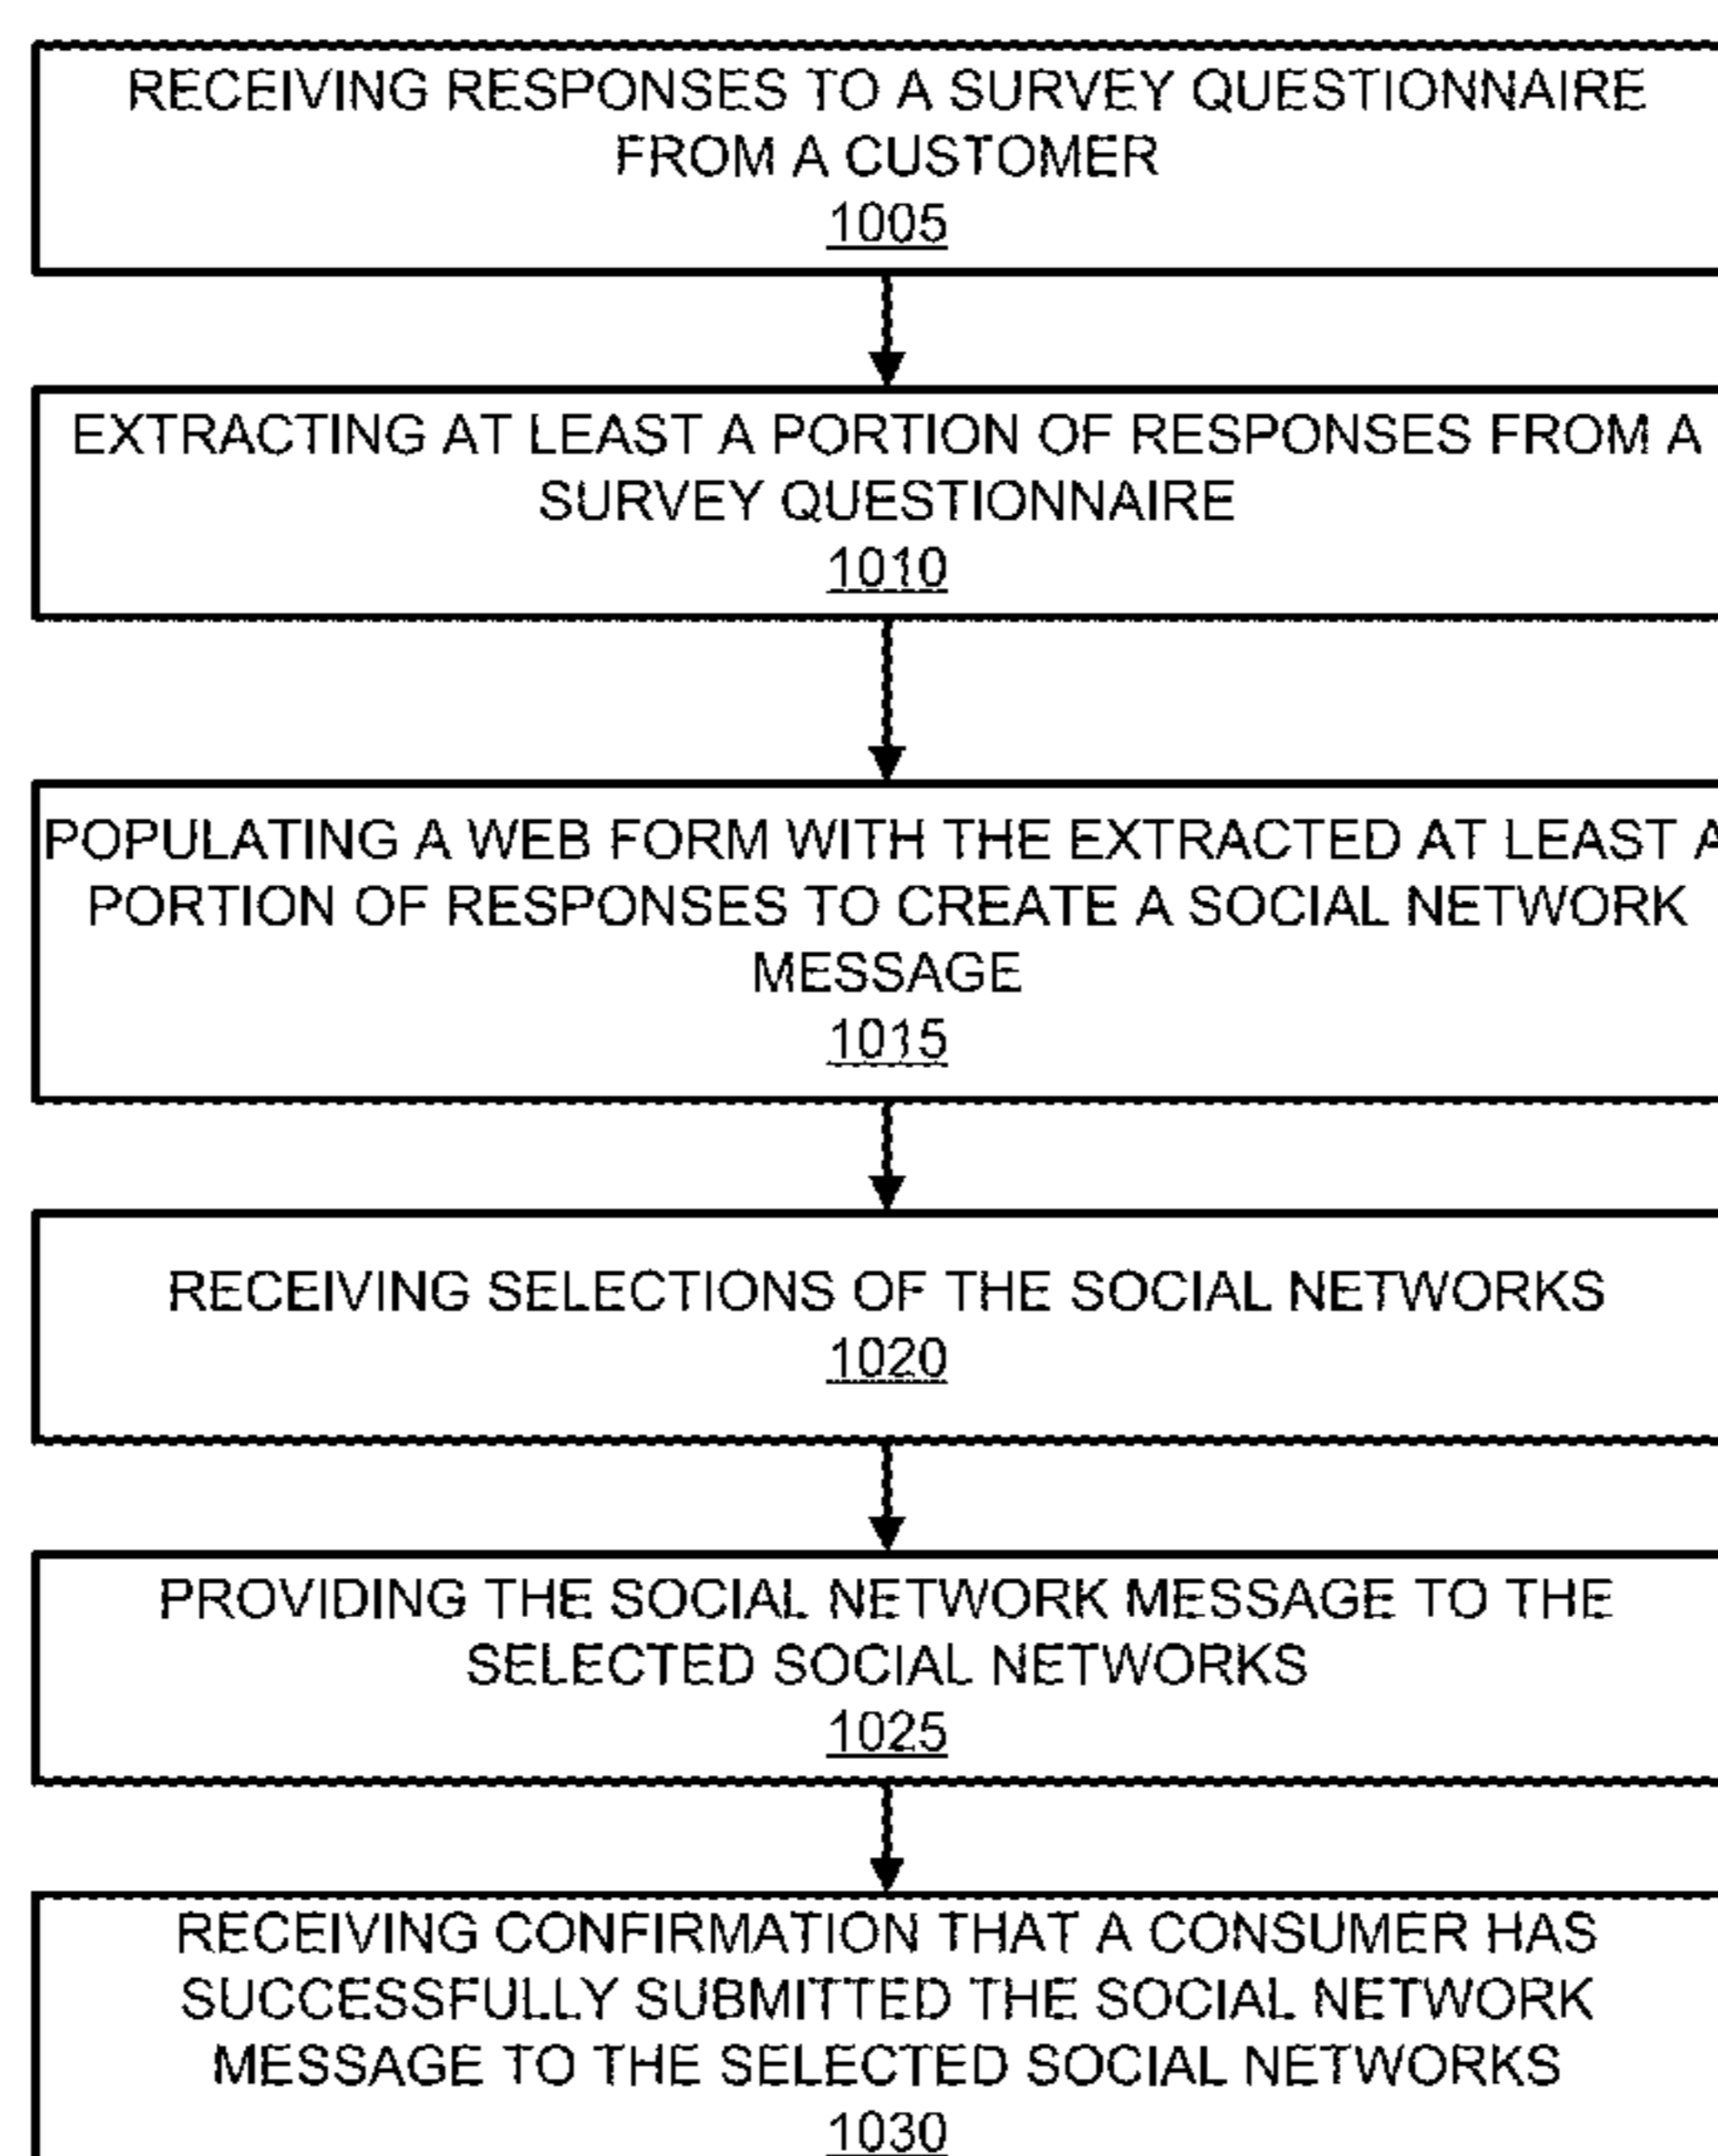 RECEIVING RESPONSES TO A SURVEY QUESTIONNAIRE
FROM A CUSTOMER
1005
EXTRACTING AT LEAST A PORTION OF RESPONSES FROM A
SURVEY QUESTIONNAIRE
1010
POPULATING A WEB FORM WITH THE EXTRACTED AT LEAST A
PORTION OF RESPONSES TO CREATE A SOCIAL NETWORK
MESSAGE
1015
RECEIVING SELECTIONS OF THE SOCIAL NETWORKS
1020
PROVIDING THE SOCIAL NETWORK MESSAGE TO THE
SELECTED SOCIAL NETWORKS
1025
RECEIVING CONFIRMATION THAT A CONSUMER HAS
SUCCESSFULLY SUBMITTED THE SOCIAL NETWORK
MESSAGE TO THE SELECTED SOCIAL NETWORKS
1030